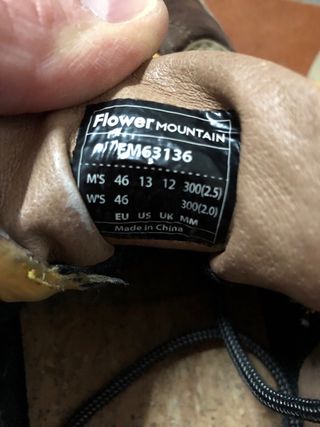 Flower MOUNTAIN
FM63136
M'S 46 13 12 300(2.5)
W'S 46 300(2.0)
EU US UK MM
Made in China